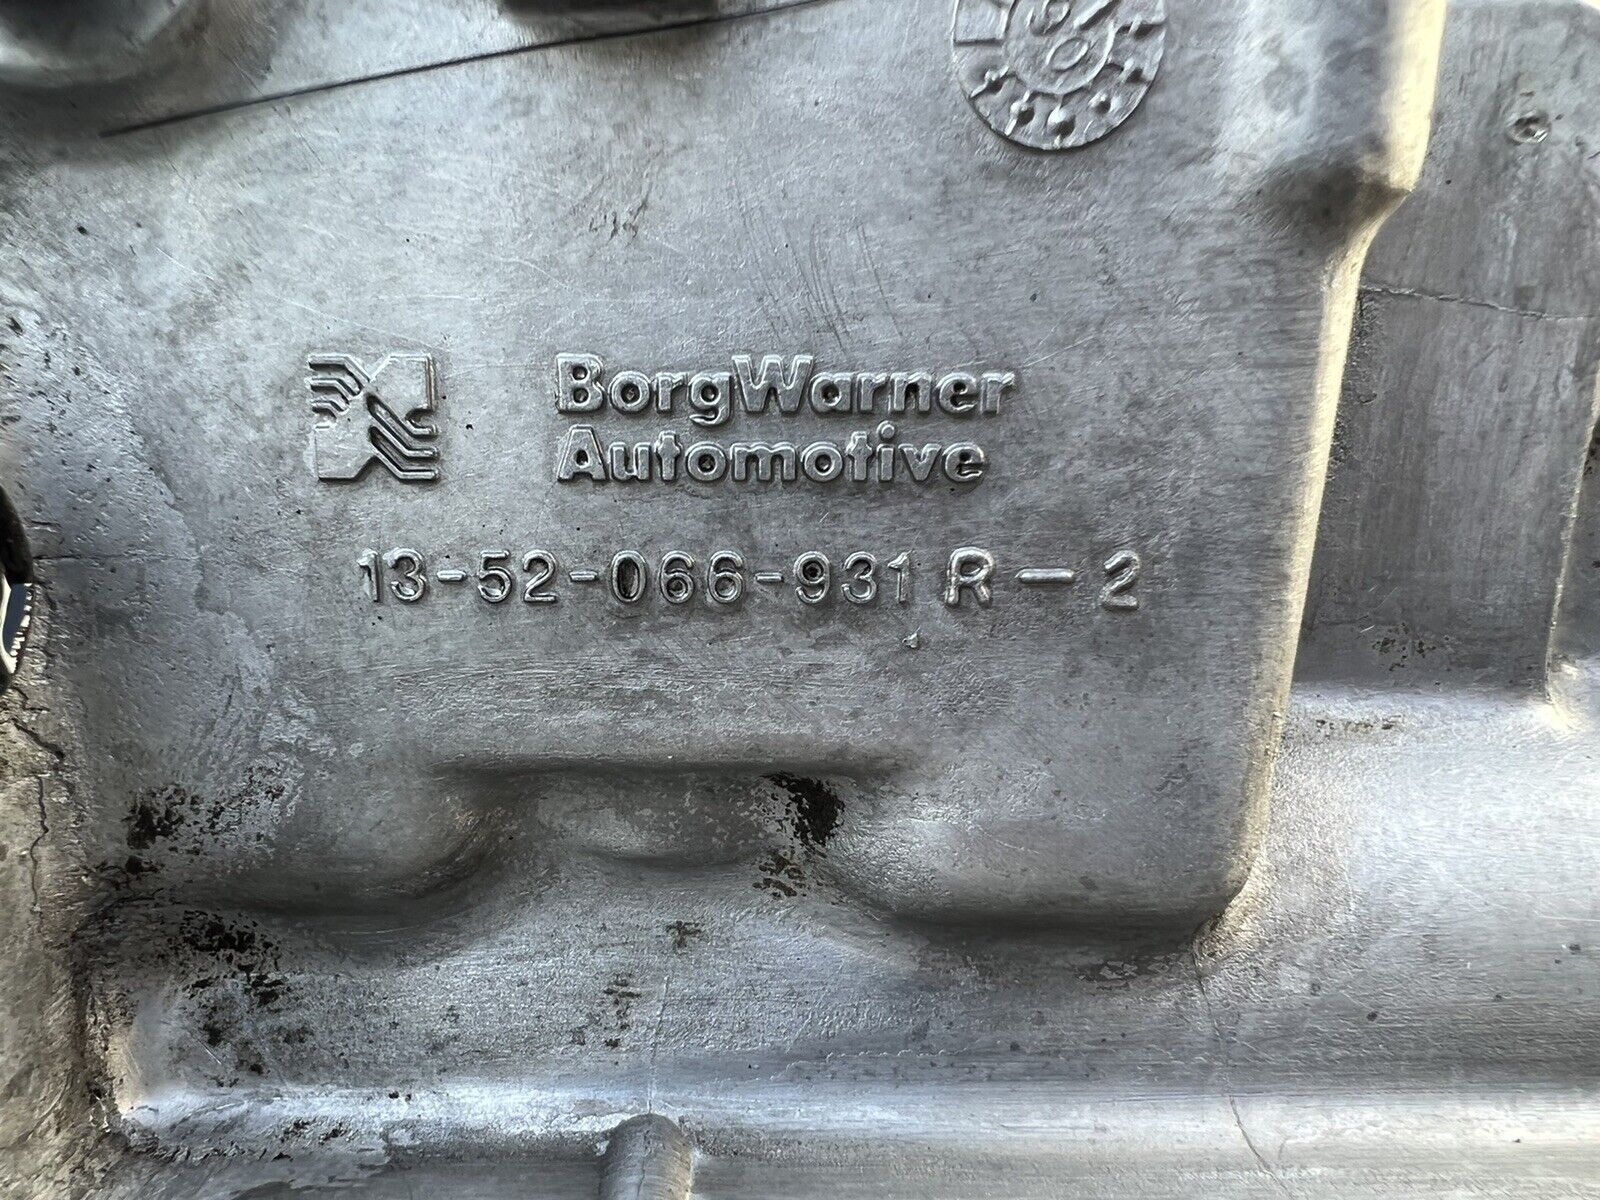 BorgWarner
Automotive
13-52-066-931 R-2